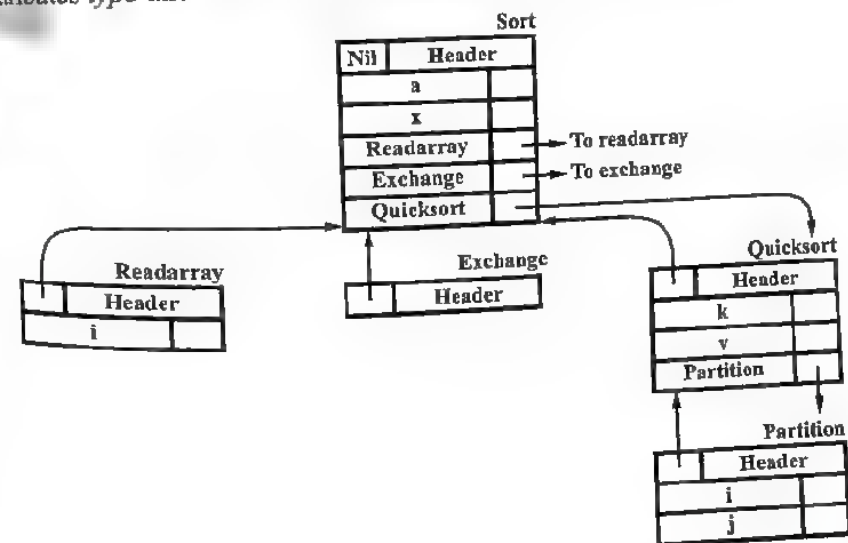 Sort
Nil Header
a
x
Readarray To readarray
Exchange To exchange
Quicksort
Readarray
Header
i
Exchange
Header
Quicksort
Header
k
v
Partition
Partition
Header
i
j